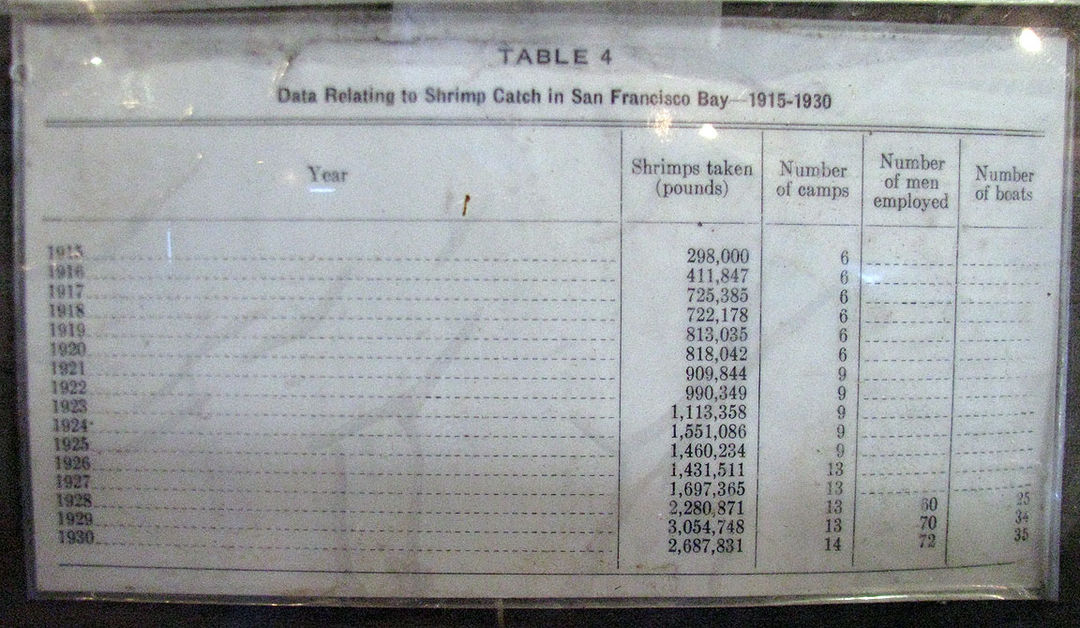 TABLE 4
Data Relating to Shrimp Catch in San Francisco Bay—1915-1930
Year Shrimps taken (pounds) Number of camps Number of men employed Number of boats
1915 298,000 6
1916 411,847 6
1917 725,385 6
1918 722,178 6
1919 813,035 6
1920 818,042 6
1921 909,844 9
1922 990,349 9
1923 1,113,358 9
1924 1,551,086 9
1925 1,460,234 9
1926 1,431,511 13
1927 1,697,365 13
1928 2,280,871 13 60 25
1929 3,054,748 13 70 34
1930 2,687,831 14 72 35